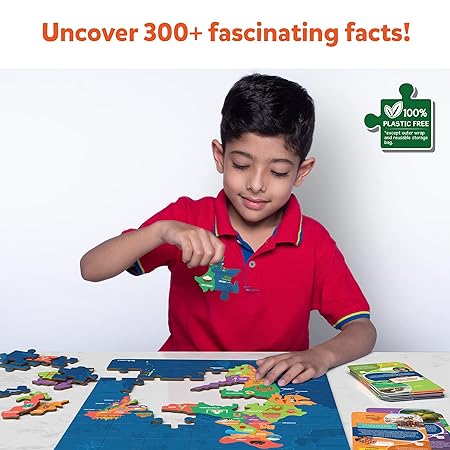 Uncover 300+ fascinating facts!
100%
PLASTIC FREE
*except outer wrap
and reusable storage
bag.